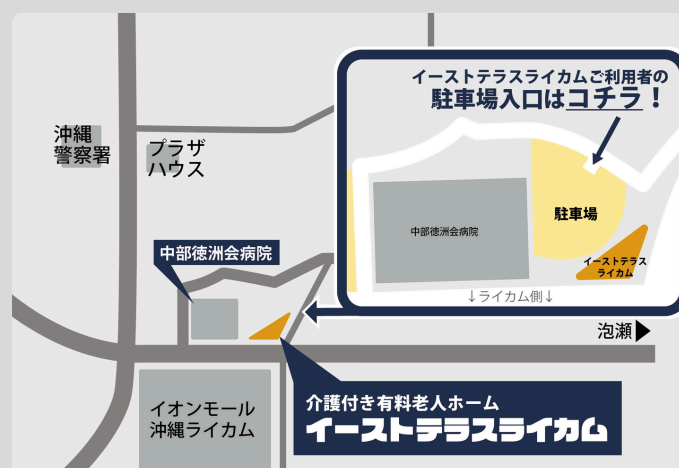 イーストテラスライカムご利用者の
駐車場入口はコチラ！
沖縄
警察署
プラザ
ハウス
中部徳洲会病院
駐車場
イーストテラス
ライカム
↓ライカム側↓
中部徳洲会病院
泡瀬▶
イオンモール
沖縄ライカム
介護付き有料老人ホーム
イーストテラスライカム